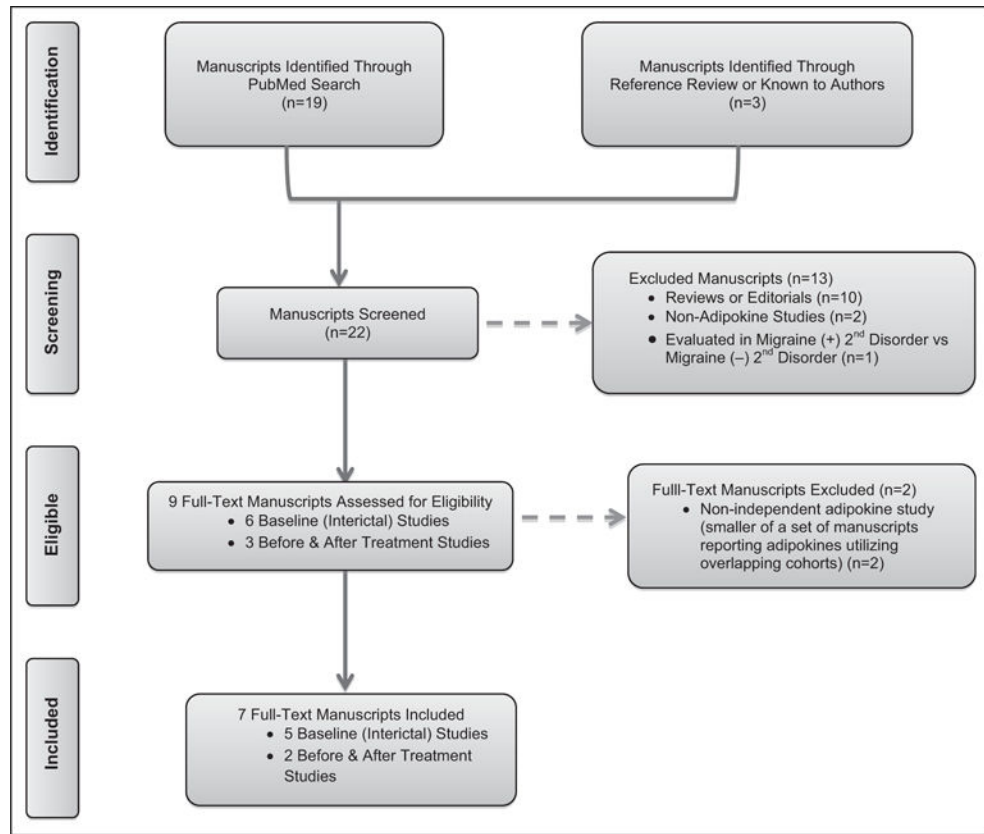 Identification
Manuscripts Identified Through
PubMed Search
(n=19)
Manuscripts Identified Through
Reference Review or Known to Authors
(n=3)
Screening
Manuscripts Screened
(n=22)
Excluded Manuscripts (n=13)
• Reviews or Editorials (n=10)
• Non-Adipokine Studies (n=2)
• Evaluated in Migraine (+) 2nd Disorder vs
Migraine (–) 2nd Disorder (n=1)
Eligible
9 Full-Text Manuscripts Assessed for Eligibility
• 6 Baseline (Interictal) Studies
• 3 Before & After Treatment Studies
Fulll-Text Manuscripts Excluded (n=2)
• Non-independent adipokine study
(smaller of a set of manuscripts
reporting adipokines utilizing
overlapping cohorts) (n=2)
Included
7 Full-Text Manuscripts Included
• 5 Baseline (Interictal) Studies
• 2 Before & After Treatment
Studies